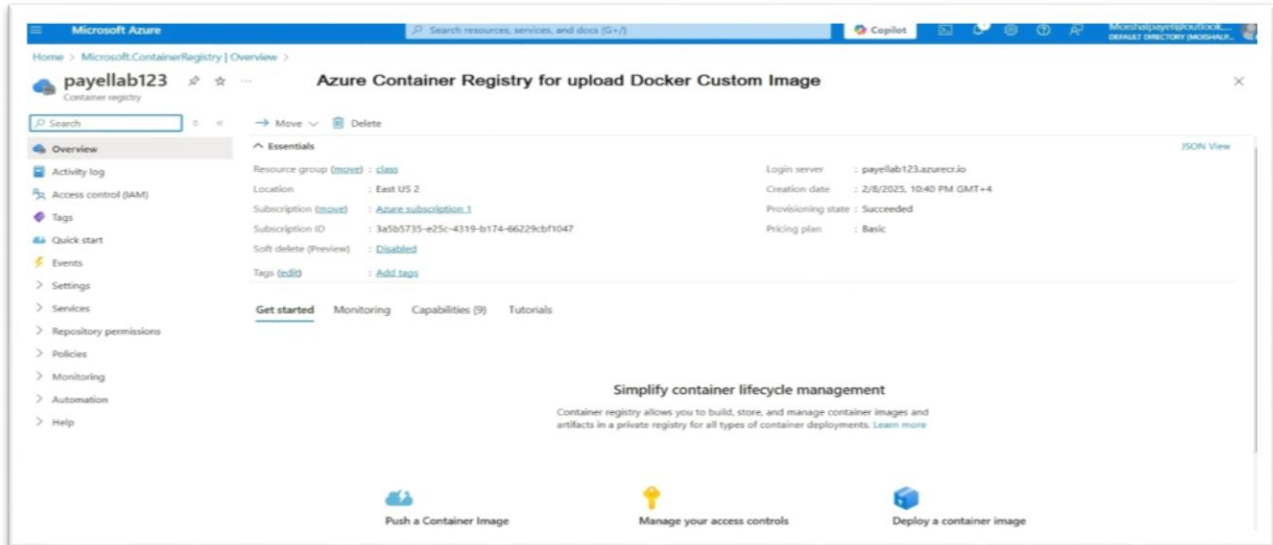 Microsoft Azure
Search resources, services, and docs (G+/)
Copilot
DEFAULT DIRECTORY (MOISHALP...
Home > Microsoft.ContainerRegistry | Overview >
payellab123
Azure Container Registry for upload Docker Custom Image
Container registry
Search
Move
Delete
Overview
Essentials
JSON View
Activity log
Resource group (move) : class
Login server : payellab123.azurecr.io
Access control (IAM)
Location : East US 2
Creation date : 2/8/2025, 10:40 PM GMT+4
Tags
Subscription (move) : Azure subscription 1
Provisioning state : Succeeded
Quick start
Subscription ID : 3a5b5735-e25c-4319-b174-66229cbf1047
Pricing plan : Basic
Events
Soft delete (Preview) : Disabled
Settings
Tags (edit) : Add tags
Services
Get started Monitoring Capabilities (9) Tutorials
Repository permissions
Policies
Monitoring
Automation
Help
Simplify container lifecycle management
Container registry allows you to build, store, and manage container images and
artifacts in a private registry for all types of container deployments. Learn more
Push a Container Image
Manage your access controls
Deploy a container image